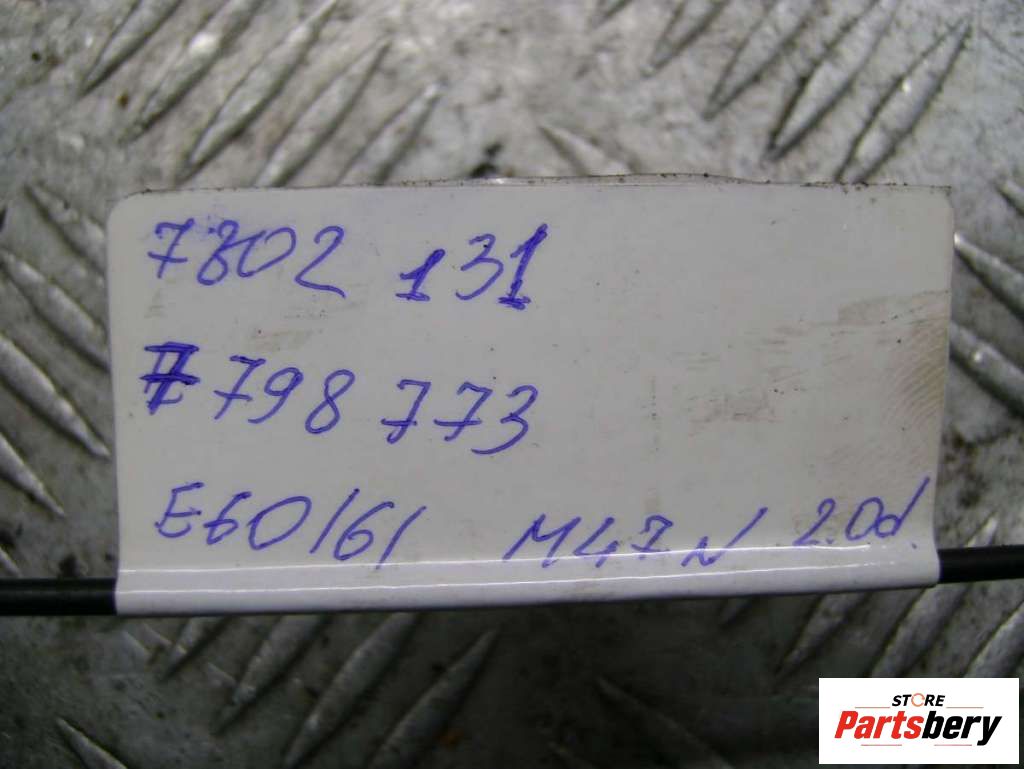 7802 131
7798 773
E60/61 M47N 2.0d.
STORE
Partsbery